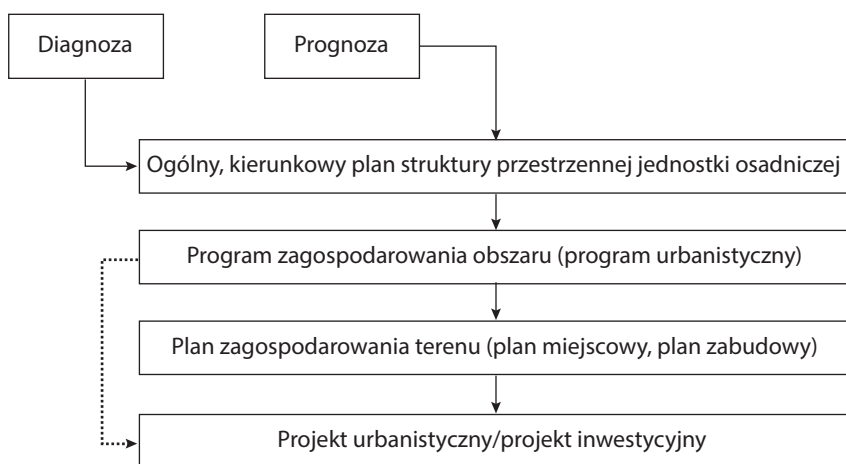 Diagnoza
Prognoza
Ogólny, kierunkowy plan struktury przestrzennej jednostki osadniczej
Program zagospodarowania obszaru (program urbanistyczny)
Plan zagospodarowania terenu (plan miejscowy, plan zabudowy)
Projekt urbanistyczny/projekt inwestycyjny